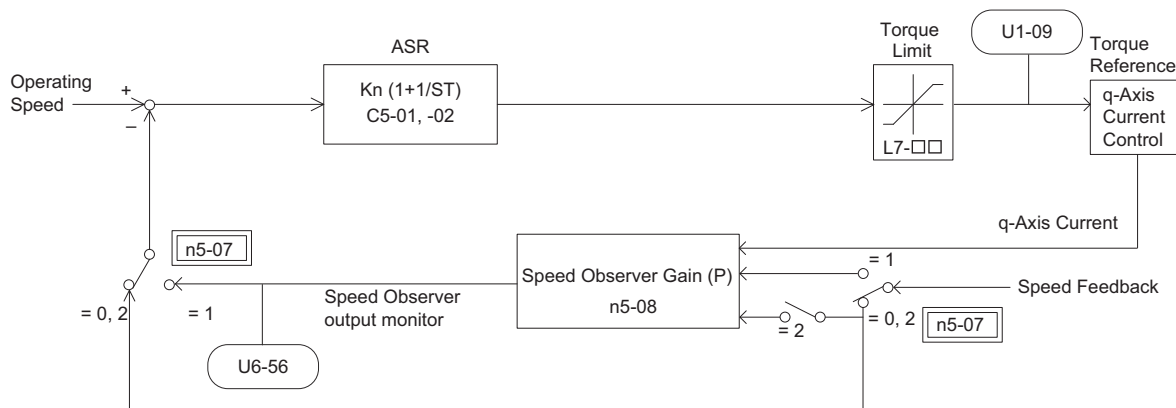 ASR
Torque
Limit
U1-09
Torque
Reference
Operating
Speed
+
–
Kn (1+1/ST)
C5-01, -02
L7-□□
q-Axis
Current
Control
n5-07
= 0, 2
= 1
Speed Observer
output monitor
U6-56
Speed Observer Gain (P)
n5-08
q-Axis Current
= 1
Speed Feedback
= 2
= 0, 2
n5-07